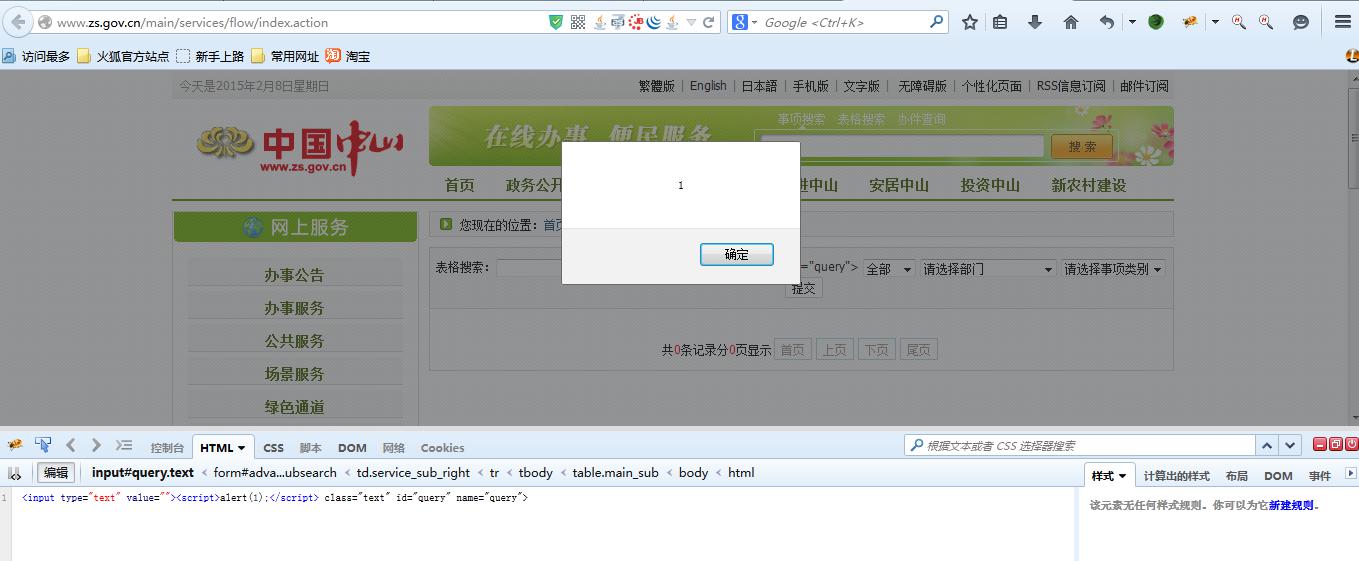 www.zs.gov.cn/main/services/flow/index.action
Google <Ctrl+K>
访问最多 火狐官方站点 新手上路 常用网址 淘宝
今天是2015年2月8日星期日
繁體版 | English | 日本語 | 手机版 | 文字版 | 无障碍版 | 个性化页面 | RSS信息订阅 | 邮件订阅
中国中山
www.zs.gov.cn
在线办事 便民服务
事项搜索 表格搜索 办件查询
搜 索
首页 政务公开 进中山 安居中山 投资中山 新农村建设
1
确定
网上服务
办事公告
办事服务
公共服务
场景服务
绿色通道
您现在的位置：首页
表格搜索： ="query"> 全部 请选择部门 请选择事项类别
提交
共0条记录分0页显示 首页 上页 下页 尾页
控制台 HTML CSS 脚本 DOM 网络 Cookies
根据文本或者 CSS 选择器搜索
编辑 input#query.text < form#adva...ubsearch < td.service_sub_right < tr < tbody < table.main_sub < body < html
样式 计算出的样式 布局 DOM 事件
1 <input type="text" value=""><script>alert(1);</script> class="text" id="query" name="query">
该元素无任何样式规则。你可以为它新建规则。